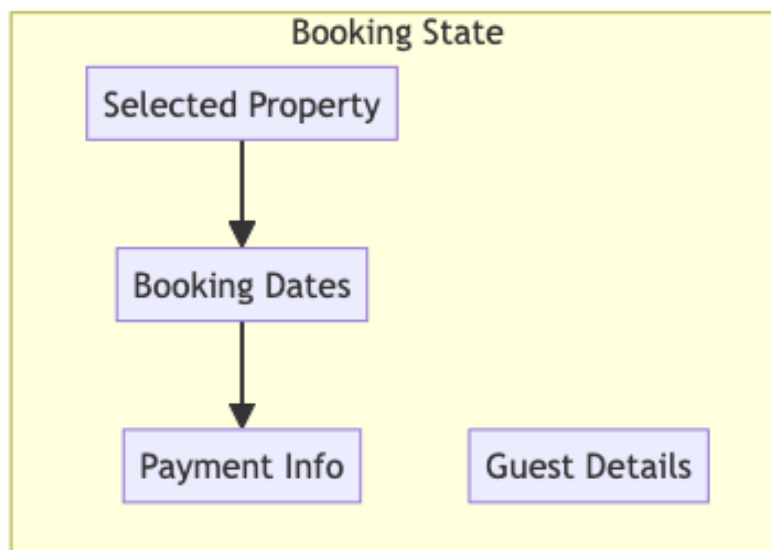 Booking State
Selected Property
Booking Dates
Payment Info
Guest Details